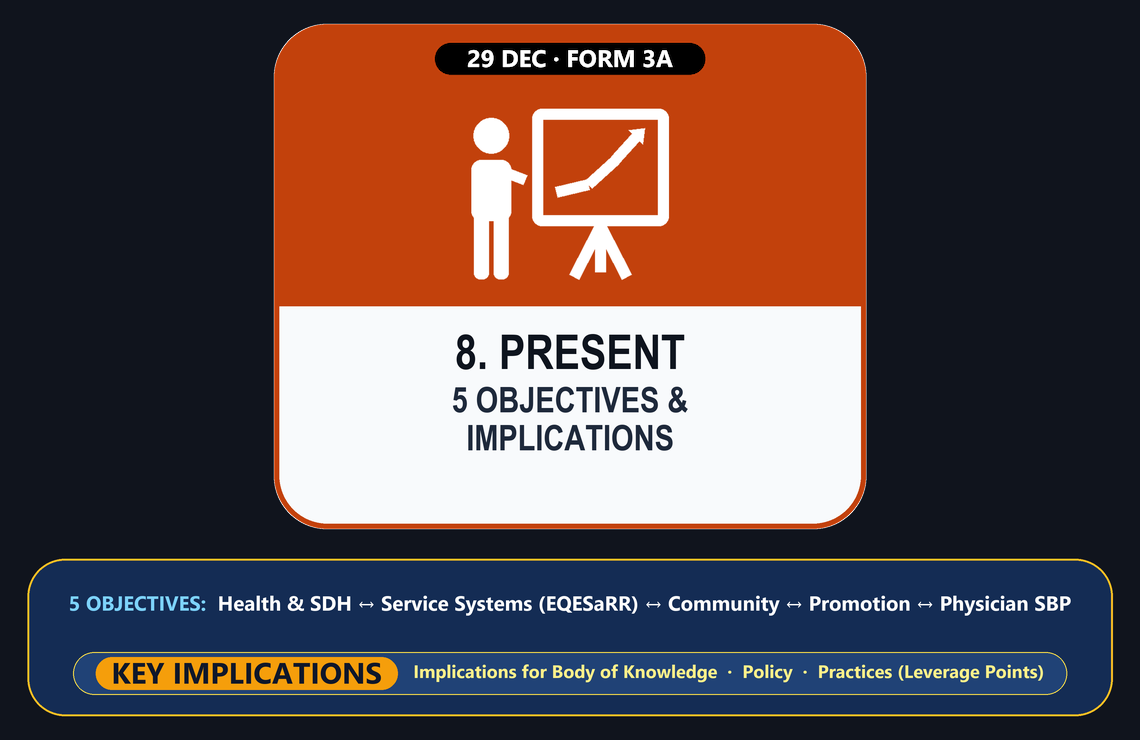 29 DEC · FORM 3A
8. PRESENT
5 OBJECTIVES &
IMPLICATIONS
5 OBJECTIVES: Health & SDH ↔ Service Systems (EQESaRR) ↔ Community ↔ Promotion ↔ Physician SBP
KEY IMPLICATIONS Implications for Body of Knowledge · Policy · Practices (Leverage Points)